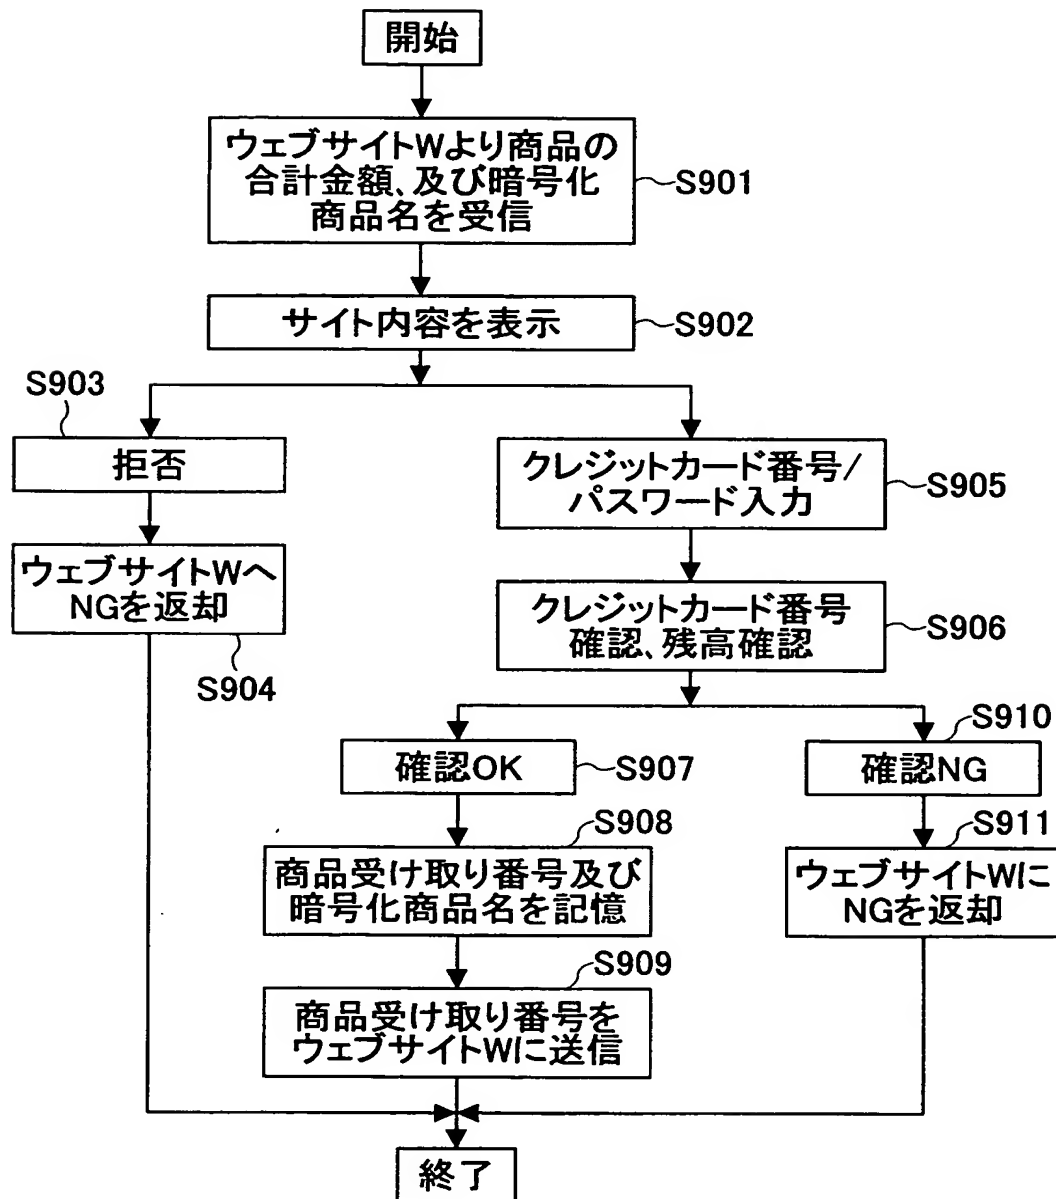 開始
ウェブサイトWより商品の
合計金額、及び暗号化
商品名を受信
S901
サイト内容を表示
S902
S903
拒否
ウェブサイトWへ
NGを返却
S904
クレジットカード番号/
パスワード入力
S905
クレジットカード番号
確認、残高確認
S906
確認OK
S907
S908
商品受け取り番号及び
暗号化商品名を記憶
S909
商品受け取り番号を
ウェブサイトWに送信
S910
確認NG
S911
ウェブサイトWに
NGを返却
終了